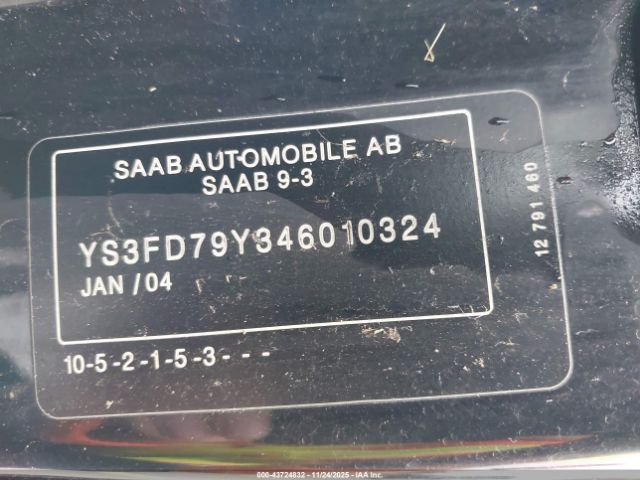 SAAB AUTOMOBILE AB
SAAB 9-3
YS3FD79Y346010324
JAN / 04
10-5-2-1-5-3- - -
12 791 460
000-43724832 - 11/24/2025 - IAA Inc.